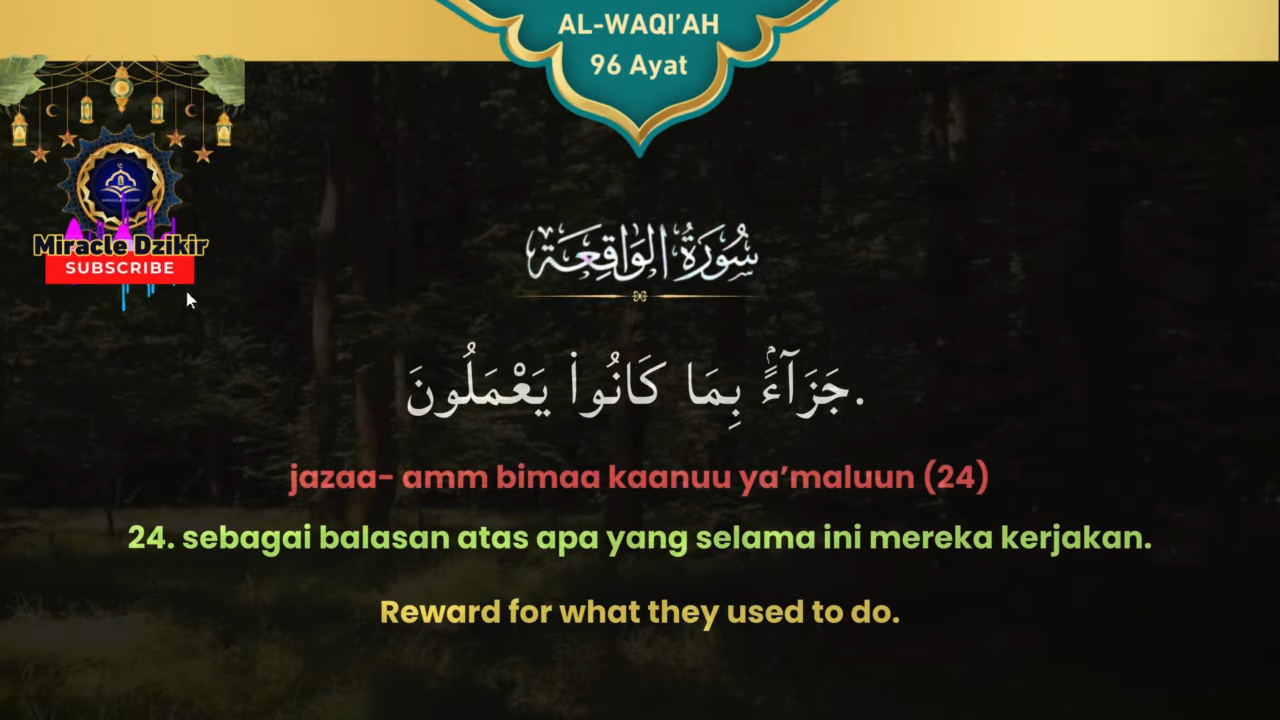 AL-WAQI'AH
96 Ayat
Miracle Dzikir
SUBSCRIBE
سُورَةُ الوَاقِعَة
جَزَآءًۢ بِمَا كَانُوا۟ يَعْمَلُونَ.
jazaa- amm bimaa kaanuu ya’maluun (24)
24. sebagai balasan atas apa yang selama ini mereka kerjakan.
Reward for what they used to do.